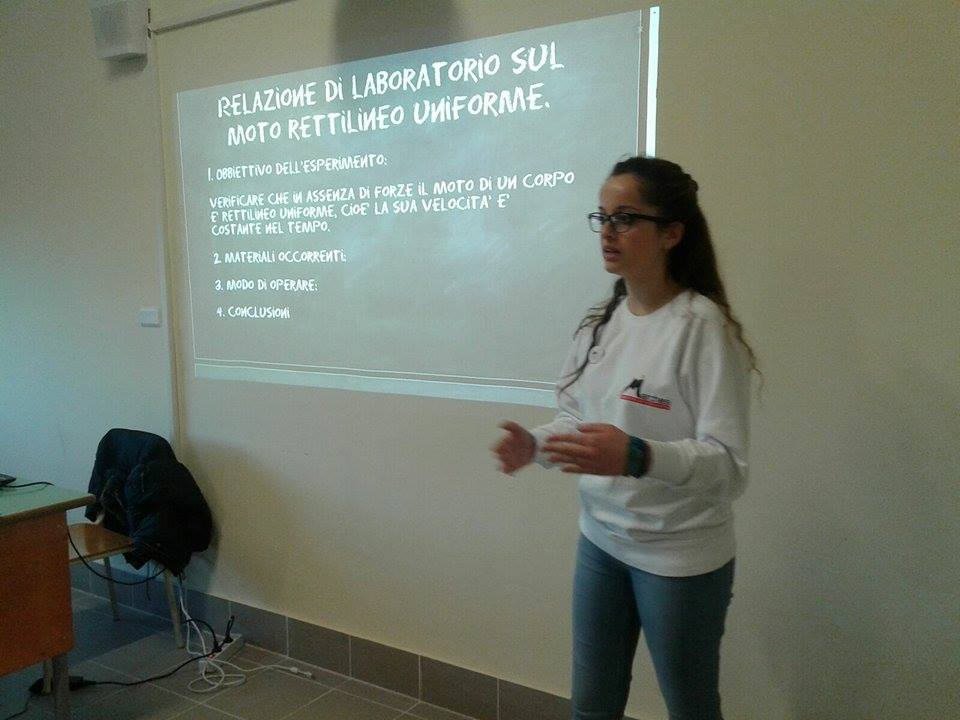 RELAZIONE DI LABORATORIO SUL
MOTO RETTILINEO UNIFORME.
1. OBBIETTIVO DELL'ESPERIMENTO:
VERIFICARE CHE IN ASSENZA DI FORZE IL MOTO DI UN CORPO
E' RETTILINEO UNIFORME, CIOE' LA SUA VELOCITA' E'
COSTANTE NEL TEMPO.
2. MATERIALI OCCORRENTI:
3. MODO DI OPERARE:
4. CONCLUSIONI